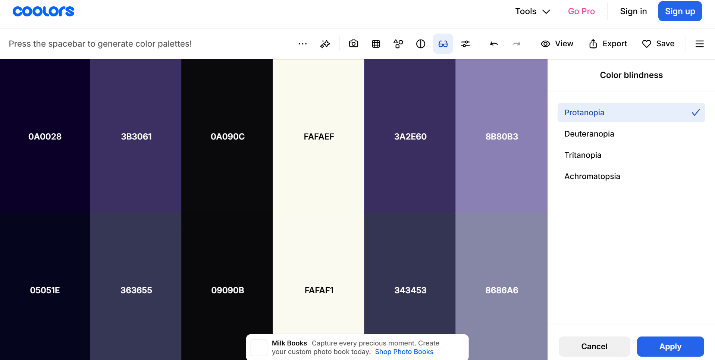 coolors
Tools
Go Pro
Sign in
Sign up
Press the spacebar to generate color palettes!
View
Export
Save
Color blindness
Protanopia
Deuteranopia
Tritanopia
Achromatopsia
0A0028
3B3061
0A090C
FAFAEF
3A2E60
8B80B3
05051E
363655
09090B
FAFAF1
343453
8686A6
Milk Books Capture every precious moment. Create
your custom photo book today. Shop Photo Books
Cancel
Apply